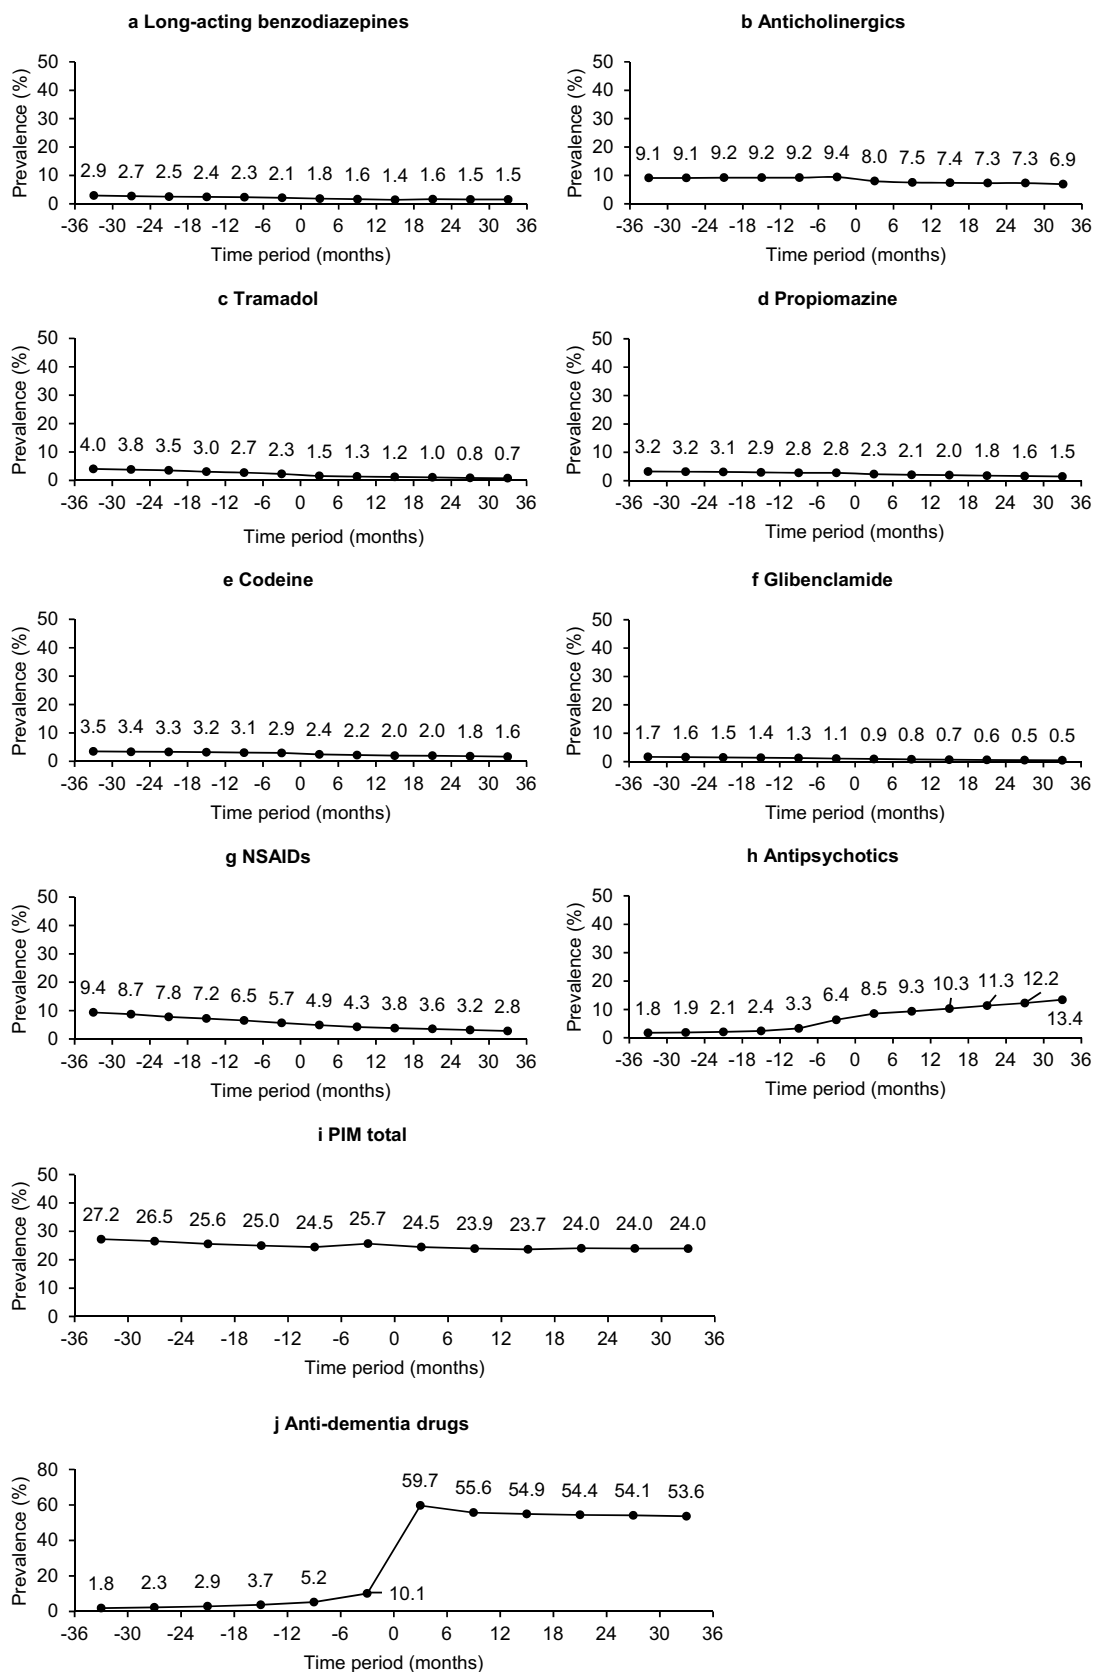 a Long-acting benzodiazepines
Prevalence (%)
50
40
30
20
10
0
2.9 2.7 2.5 2.4 2.3 2.1 1.8 1.6 1.4 1.6 1.5 1.5
-36 -30 -24 -18 -12 -6 0 6 12 18 24 30 36
Time period (months)
b Anticholinergics
Prevalence (%)
50
40
30
20
10
0
9.1 9.1 9.2 9.2 9.2 9.4 8.0 7.5 7.4 7.3 7.3 6.9
-36 -30 -24 -18 -12 -6 0 6 12 18 24 30 36
Time period (months)
c Tramadol
Prevalence (%)
50
40
30
20
10
0
4.0 3.8 3.5 3.0 2.7 2.3 1.5 1.3 1.2 1.0 0.8 0.7
-36 -30 -24 -18 -12 -6 0 6 12 18 24 30 36
Time period (months)
d Propiomazine
Prevalence (%)
50
40
30
20
10
0
3.2 3.2 3.1 2.9 2.8 2.8 2.3 2.1 2.0 1.8 1.6 1.5
-36 -30 -24 -18 -12 -6 0 6 12 18 24 30 36
Time period (months)
e Codeine
Prevalence (%)
50
40
30
20
10
0
3.5 3.4 3.3 3.2 3.1 2.9 2.4 2.2 2.0 2.0 1.8 1.6
-36 -30 -24 -18 -12 -6 0 6 12 18 24 30 36
Time period (months)
f Glibenclamide
Prevalence (%)
50
40
30
20
10
0
1.7 1.6 1.5 1.4 1.3 1.1 0.9 0.8 0.7 0.6 0.5 0.5
-36 -30 -24 -18 -12 -6 0 6 12 18 24 30 36
Time period (months)
g NSAIDs
Prevalence (%)
50
40
30
20
10
0
9.4 8.7 7.8 7.2 6.5 5.7 4.9 4.3 3.8 3.6 3.2 2.8
-36 -30 -24 -18 -12 -6 0 6 12 18 24 30 36
Time period (months)
h Antipsychotics
Prevalence (%)
50
40
30
20
10
0
1.8 1.9 2.1 2.4 3.3 6.4 8.5 9.3 10.3 11.3 12.2
13.4
-36 -30 -24 -18 -12 -6 0 6 12 18 24 30 36
Time period (months)
i PIM total
Prevalence (%)
50
40
30
20
10
0
27.2 26.5 25.6 25.0 24.5 25.7 24.5 23.9 23.7 24.0 24.0 24.0
-36 -30 -24 -18 -12 -6 0 6 12 18 24 30 36
Time period (months)
j Anti-dementia drugs
Prevalence (%)
80
60
40
20
0
59.7 55.6 54.9 54.4 54.1 53.6
1.8 2.3 2.9 3.7 5.2 10.1
-36 -30 -24 -18 -12 -6 0 6 12 18 24 30 36
Time period (months)